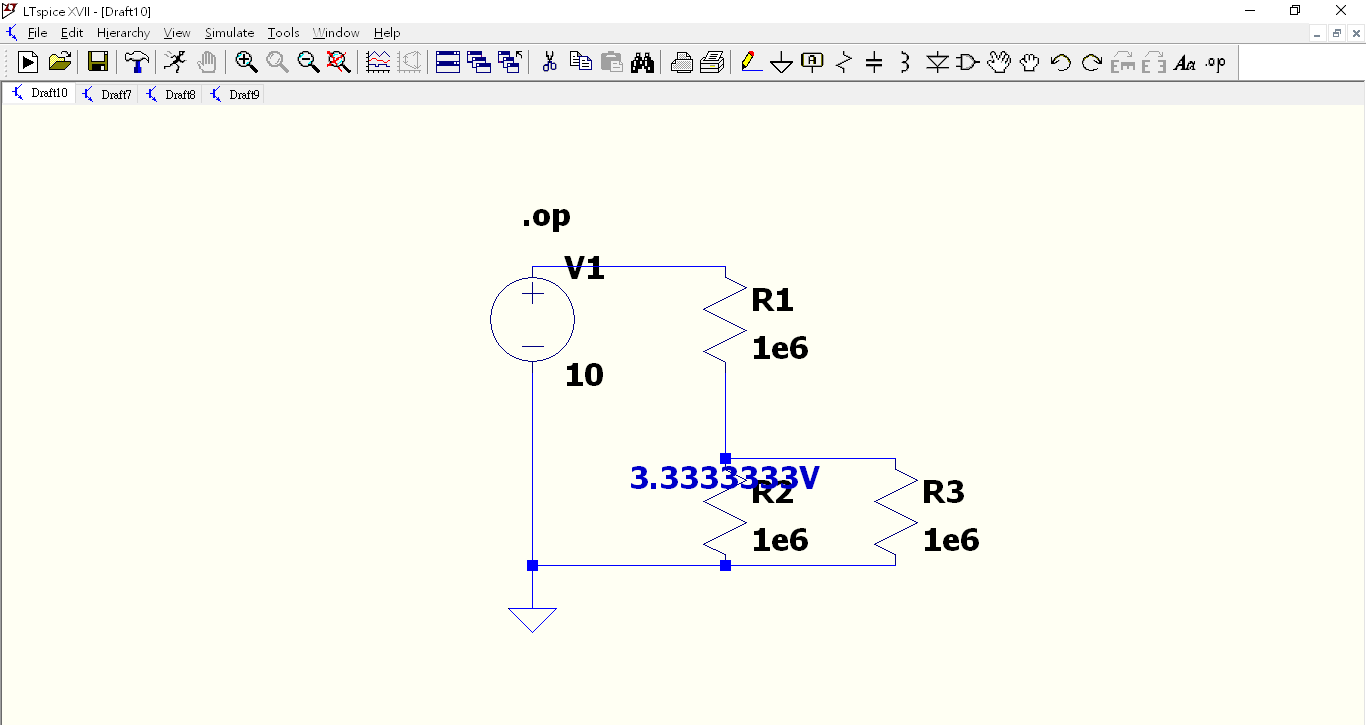 LTspice XVII - [Draft10]
File Edit Hierarchy View Simulate Tools Window Help
A Aa .op
Draft10 Draft7 Draft8 Draft9
.op
V1
R1
1e6
10
3.3333333V
R2 R3
1e6 1e6